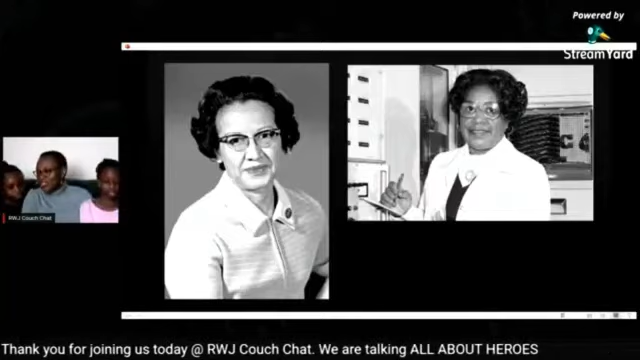 Powered by
StreamYard
RWJ Couch Chat
Thank you for joining us today @ RWJ Couch Chat. We are talking ALL ABOUT HEROES